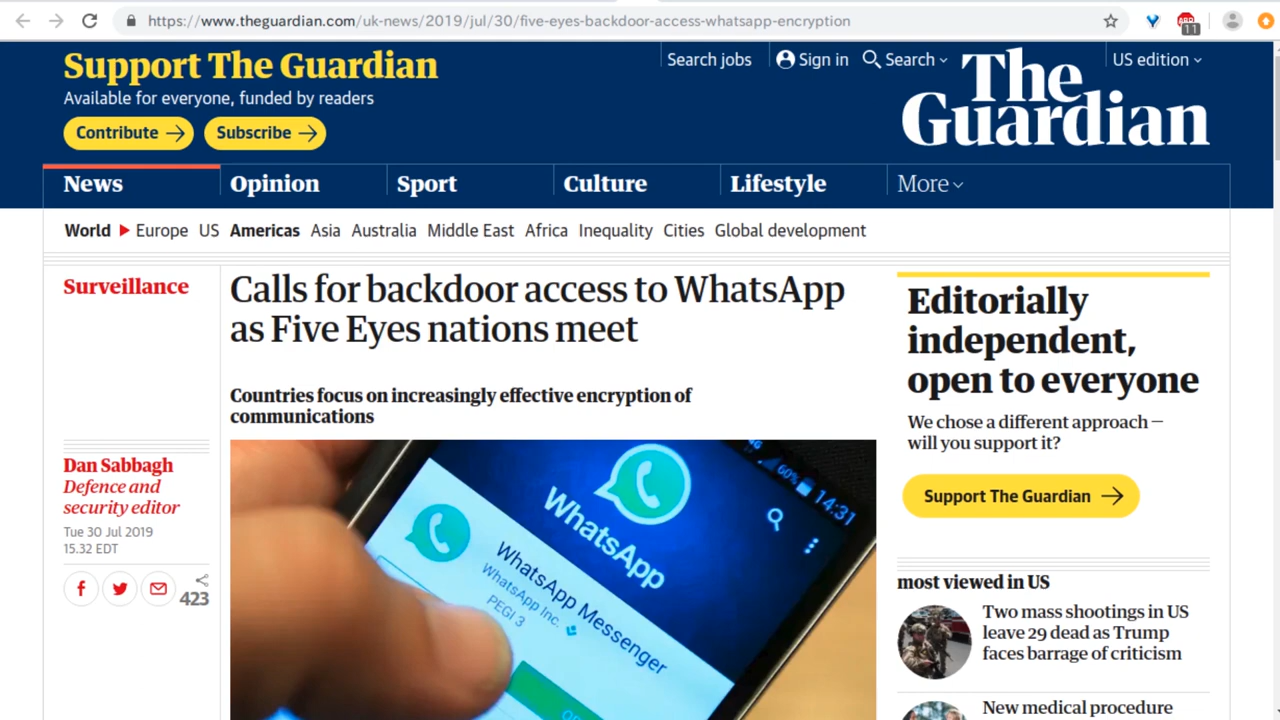 https://www.theguardian.com/uk-news/2019/jul/30/five-eyes-backdoor-access-whatsapp-encryption
11
Support The Guardian
Available for everyone, funded by readers
Contribute
Subscribe
Search jobs
Sign in
Search
US edition
The
Guardian
News
Opinion
Sport
Culture
Lifestyle
More
World
Europe
US
Americas
Asia
Australia
Middle East
Africa
Inequality
Cities
Global development
Surveillance
Calls for backdoor access to WhatsApp
as Five Eyes nations meet
Countries focus on increasingly effective encryption of
communications
Dan Sabbagh
Defence and
security editor
Tue 30 Jul 2019
15.32 EDT
423
4G
60%
14:31
WhatsApp
WhatsApp Messenger
WhatsApp Inc.
PEGI 3
Editorially
independent,
open to everyone
We chose a different approach —
will you support it?
Support The Guardian
most viewed in US
Two mass shootings in US
leave 29 dead as Trump
faces barrage of criticism
New medical procedure